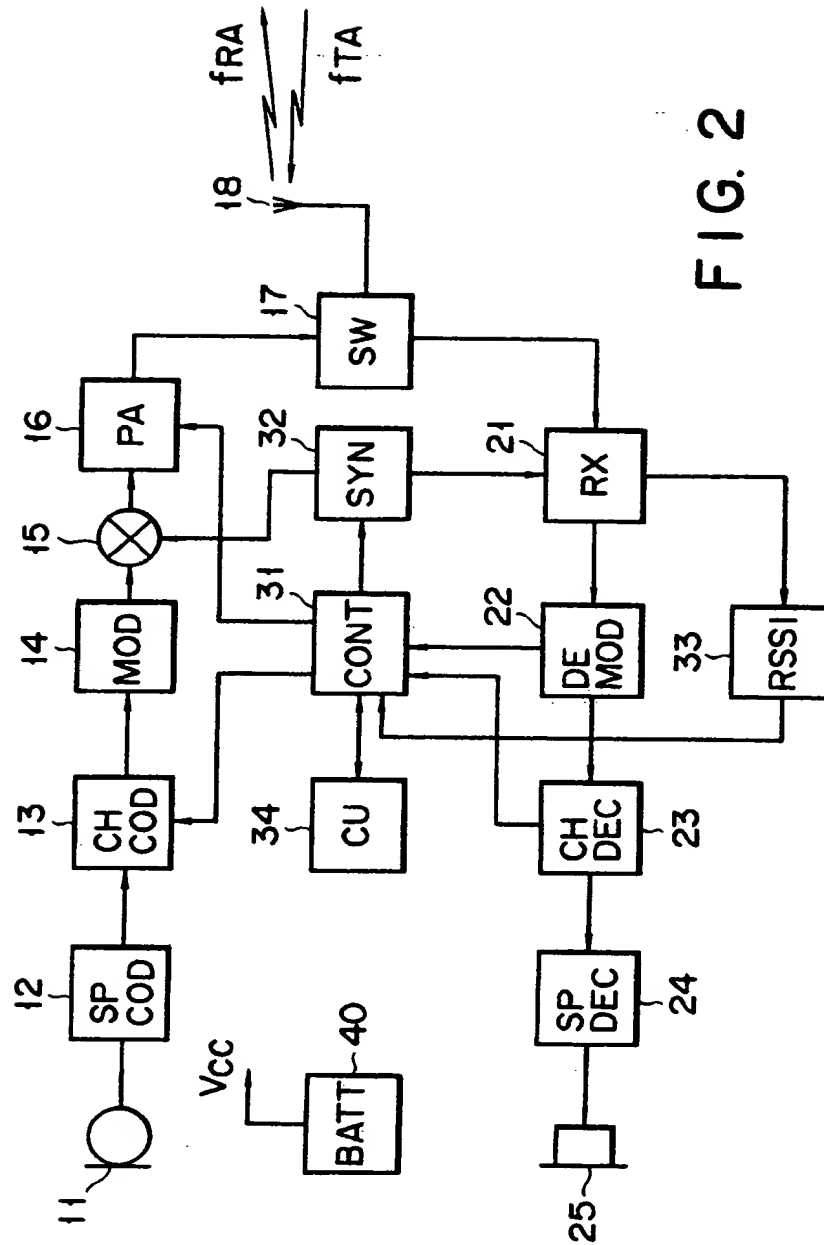 11
12
SP
COD
13
CH
COD
14
MOD
15
16
PA
17
SW
18
fRA
fTA
VCC
BATT
40
34
CU
31
CONT
32
SYN
25
SP
DEC
24
CH
DEC
23
22
DE
MOD
21
RX
33
RSSI
FIG. 2